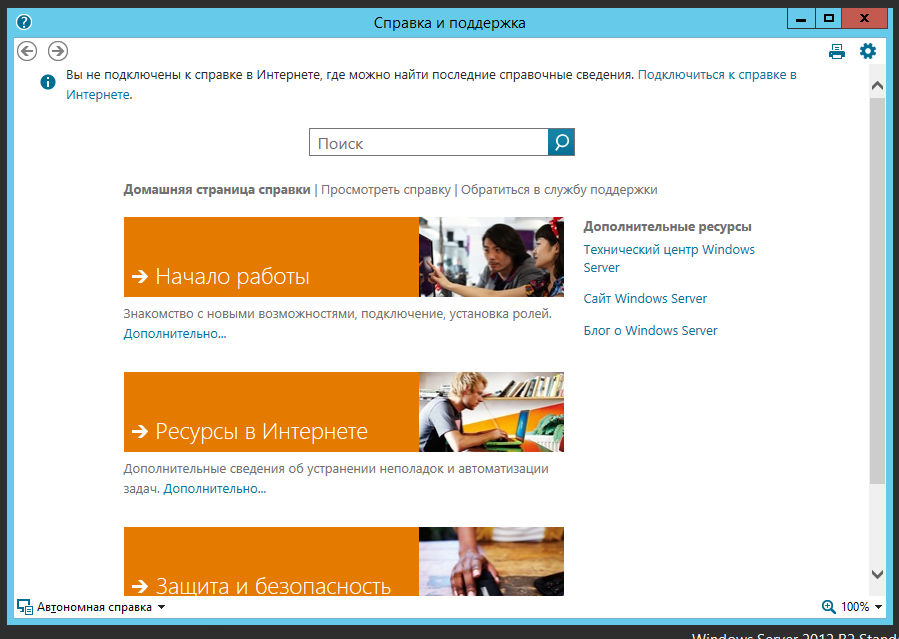 Справка и поддержка
Вы не подключены к справке в Интернете, где можно найти последние справочные сведения. Подключиться к справке в
Интернете.
Поиск
Домашняя страница справки | Просмотреть справку | Обратиться в службу поддержки
Начало работы
Знакомство с новыми возможностями, подключение, установка ролей.
Дополнительно...
Дополнительные ресурсы
Технический центр Windows
Server
Сайт Windows Server
Блог о Windows Server
Ресурсы в Интернете
Дополнительные сведения об устранении неполадок и автоматизации
задач. Дополнительно...
Защита и безопасность
Автономная справка
100%
Windows Server 2012 R2 Stand